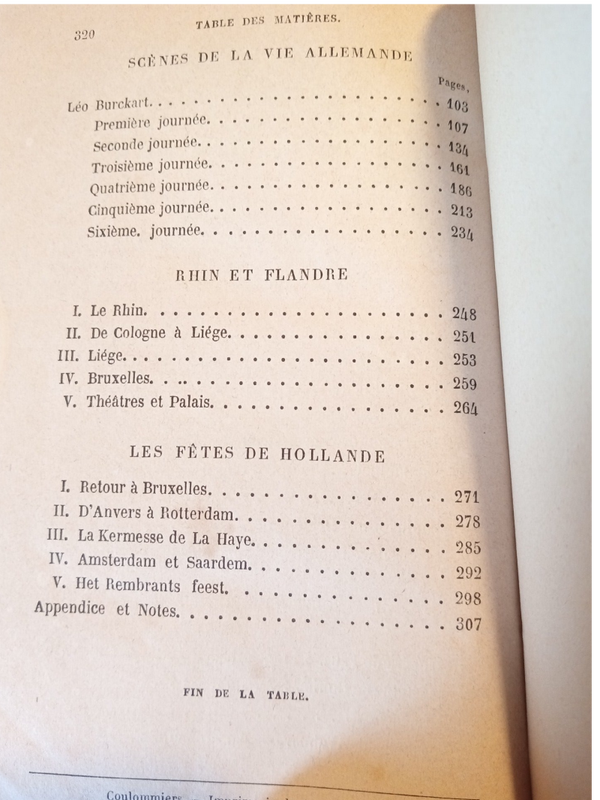 320
TABLE DES MATIÈRES.
SCÈNES DE LA VIE ALLEMANDE
Pages,
Léo Burckart. . . . . . . . . . . . . . . . . . . . 103
Première journée. . . . . . . . . . . . . . . . . 107
Seconde journée. . . . . . . . . . . . . . . . . 134
Troisième journée. . . . . . . . . . . . . . . . 161
Quatrième journée. . . . . . . . . . . . . . . . 186
Cinquième journée. . . . . . . . . . . . . . . . 213
Sixième. journée. . . . . . . . . . . . . . . . . 234
RHIN ET FLANDRE
I. Le Rhin. . . . . . . . . . . . . . . . . . . . . 248
II. De Cologne à Liége. . . . . . . . . . . . . . . 251
III. Liége. . . . . . . . . . . . . . . . . . . . . . 253
IV. Bruxelles. . . . . . . . . . . . . . . . . . . . 259
V. Théâtres et Palais. . . . . . . . . . . . . . . . 264
LES FÊTES DE HOLLANDE
I. Retour à Bruxelles. . . . . . . . . . . . . . . . 271
II. D'Anvers à Rotterdam. . . . . . . . . . . . . . 278
III. La Kermesse de La Haye. . . . . . . . . . . . . 285
IV. Amsterdam et Saardem. . . . . . . . . . . . . . 292
V. Het Rembrants feest. . . . . . . . . . . . . . . 298
Appendice et Notes. . . . . . . . . . . . . . . . . 307
FIN DE LA TABLE.
Coulommiers